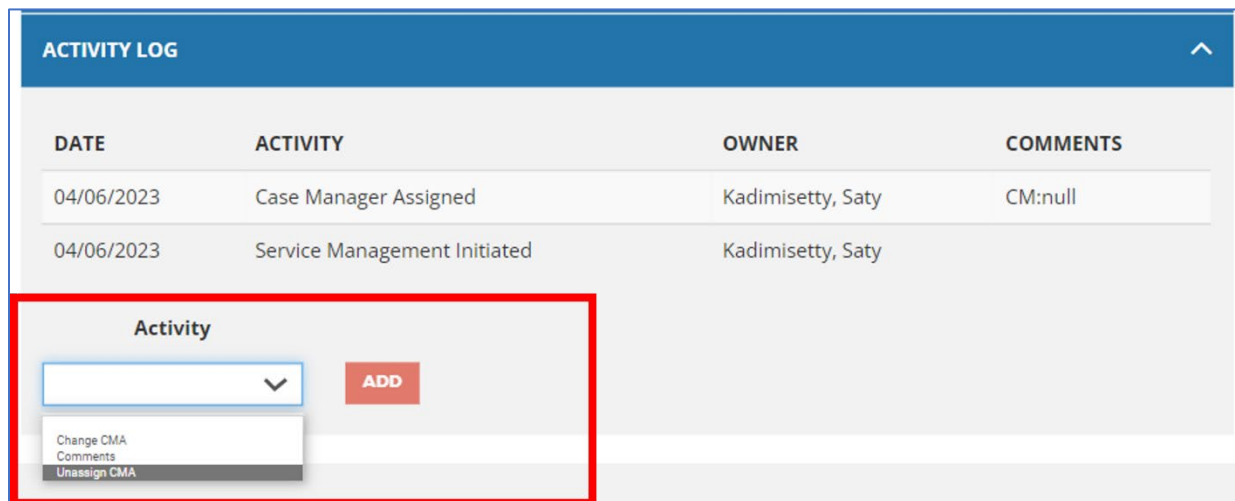 ACTIVITY LOG
DATE ACTIVITY OWNER COMMENTS
04/06/2023 Case Manager Assigned Kadimisetty, Saty CM:null
04/06/2023 Service Management Initiated Kadimisetty, Saty
Activity
ADD
Change CMA
Comments
Unassign CMA